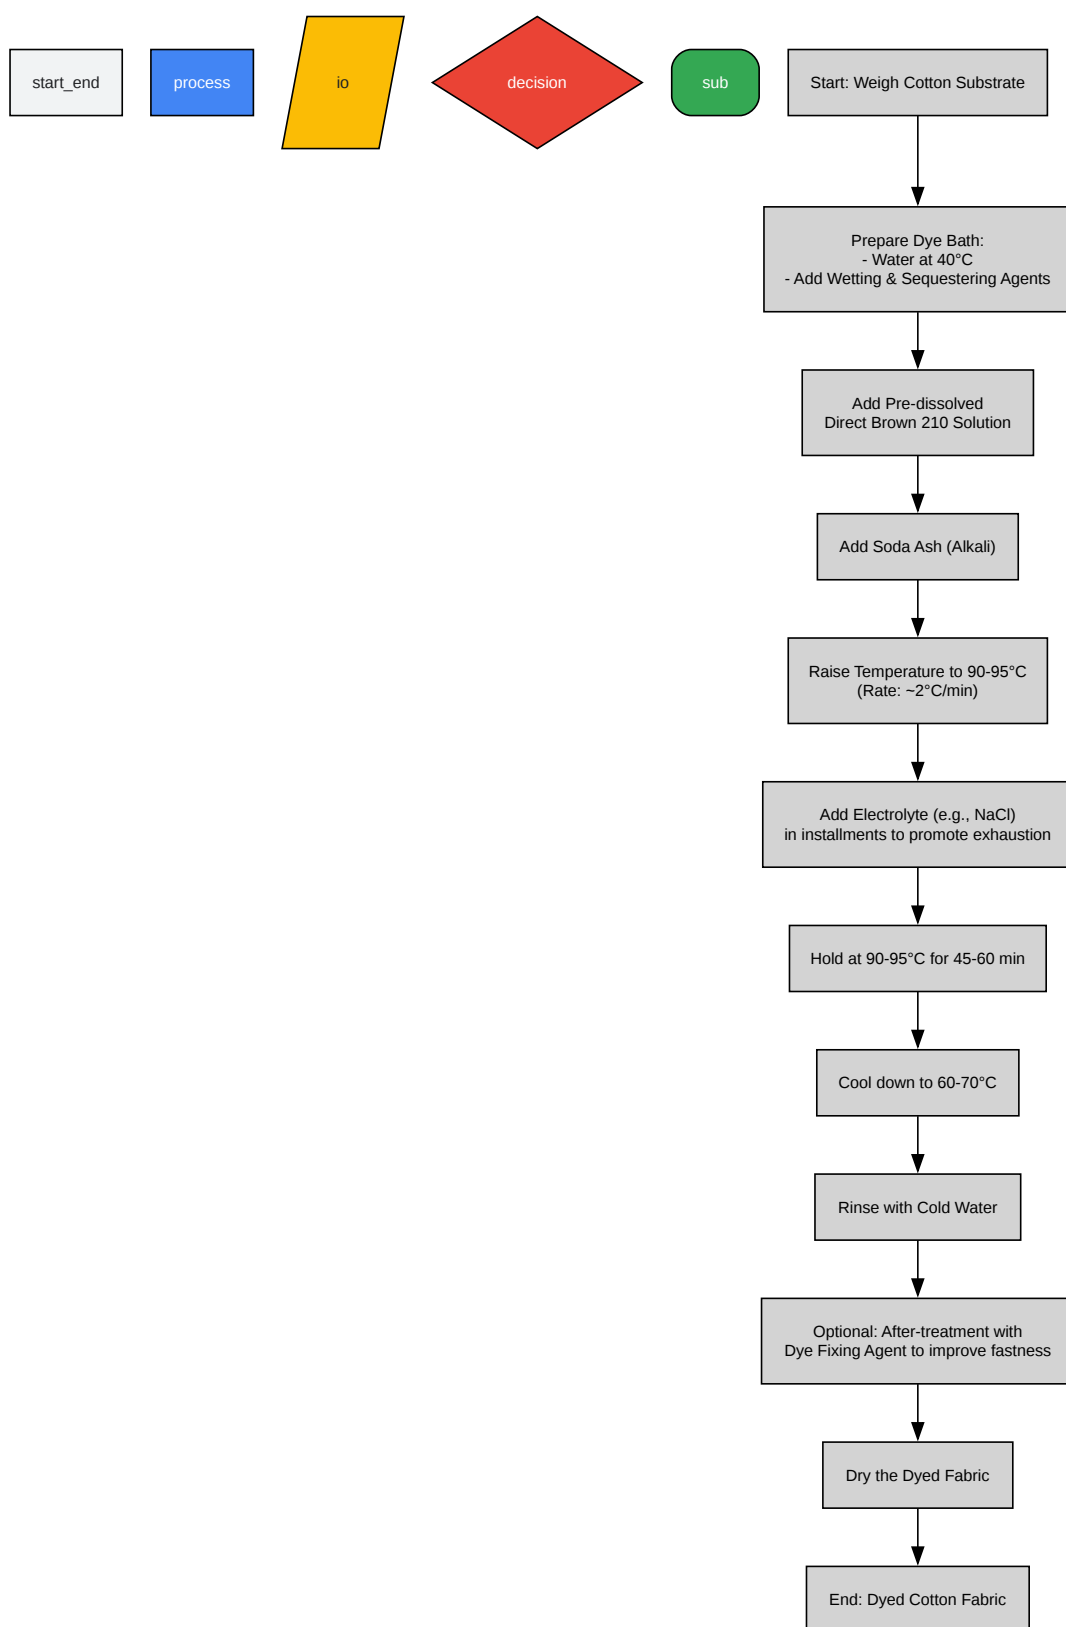 start_end
process
io
decision
sub
Start: Weigh Cotton Substrate
Prepare Dye Bath:
- Water at 40°C
- Add Wetting & Sequestering Agents
Add Pre-dissolved
Direct Brown 210 Solution
Add Soda Ash (Alkali)
Raise Temperature to 90-95°C
(Rate: ~2°C/min)
Add Electrolyte (e.g., NaCl)
in installments to promote exhaustion
Hold at 90-95°C for 45-60 min
Cool down to 60-70°C
Rinse with Cold Water
Optional: After-treatment with
Dye Fixing Agent to improve fastness
Dry the Dyed Fabric
End: Dyed Cotton Fabric